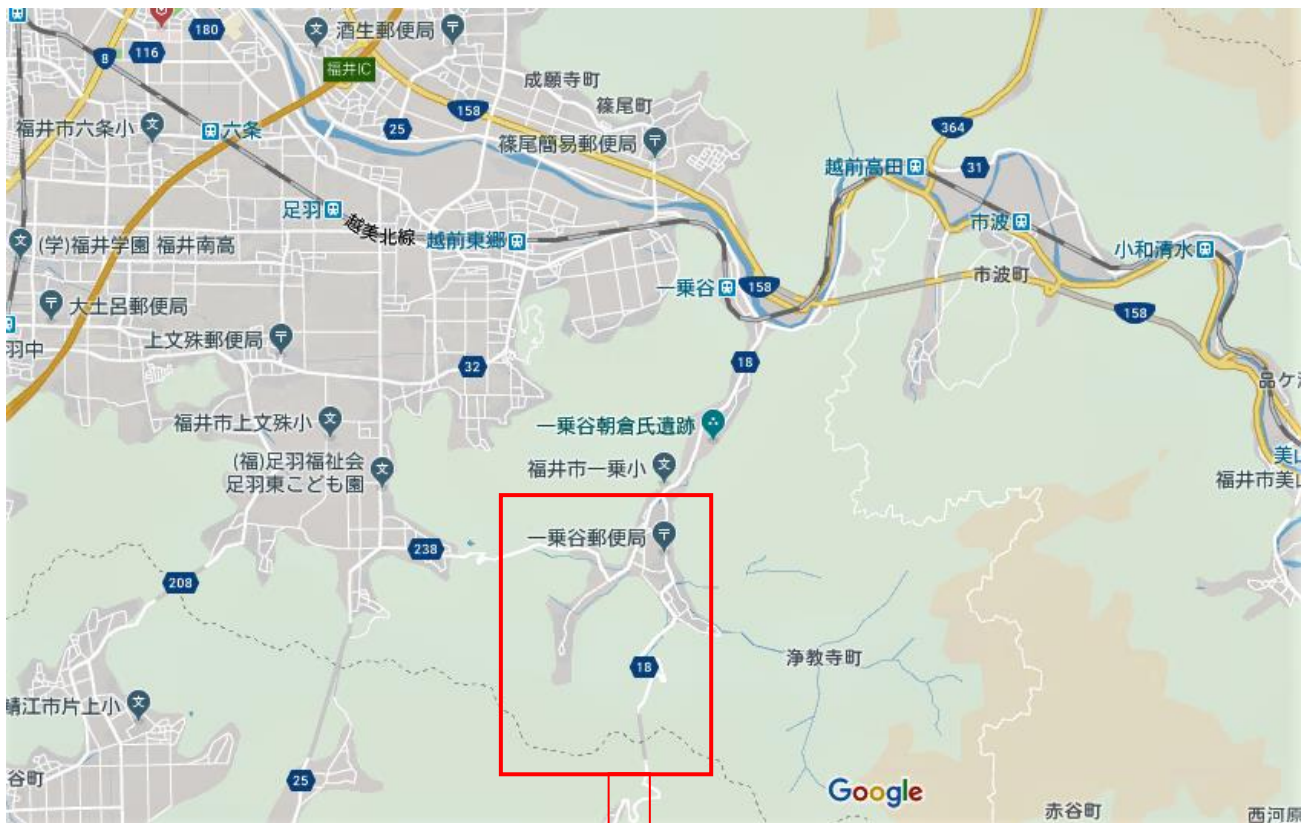 180
酒生郵便局
116
8
福井IC
成願寺町
158
篠尾町
福井市六条小
六条
25
篠尾簡易郵便局
364
越前高田
31
足羽
越美北線
越前東郷
市波
小和清水
(学)福井学園 福井南高
一乗谷
158
市波町
大土呂郵便局
158
羽中
上文殊郵便局
32
18
品ケ
福井市上文殊小
一乗谷朝倉氏遺跡
(福)足羽福祉会
足羽東こども園
福井市一乗小
美山
福井市美山
一乗谷郵便局
238
208
浄教寺町
18
鯖江市片上小
谷町
25
Google
赤谷町
西河原